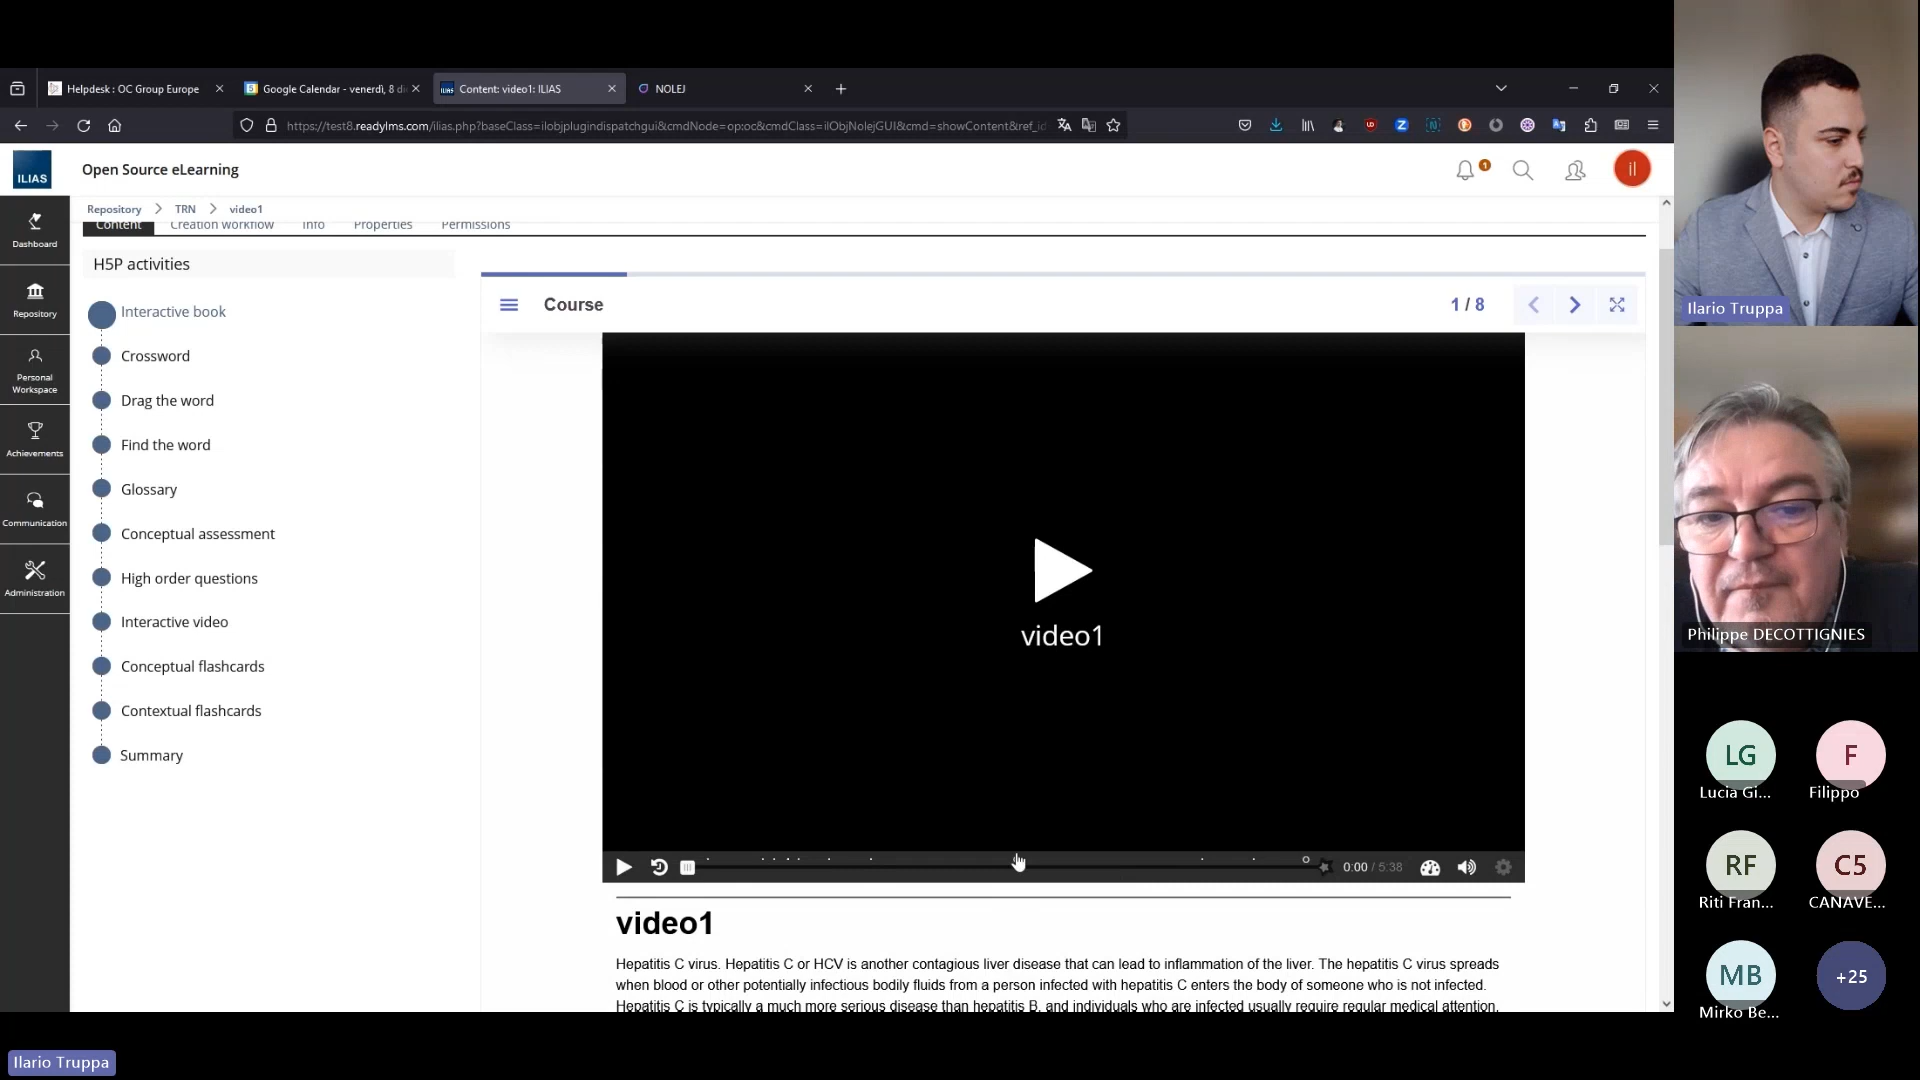 Helpedesk : OC Group Europe
Google Calendar - venerdì, 8 di
Content: video1: ILIAS
NOLEJ
https://test8.readylms.com/ilias.php?baseClass=ilobjplugindispatchgui&cmdNode=op:oc&cmdClass=ilObjNolejGUI&cmd=showContent&ref_id
ILIAS
Open Source eLearning
1
il
Repository
TRN
video1
Content
Creation workflow
Info
Properties
Permissions
Dashboard
Repository
Personal
Workspace
Achievements
Communication
Administration
H5P activities
Interactive book
Crossword
Drag the word
Find the word
Glossary
Conceptual assessment
High order questions
Interactive video
Conceptual flashcards
Contextual flashcards
Summary
Course
1 / 8
video1
0:00 / 5:38
video1
Hepatitis C virus. Hepatitis C or HCV is another contagious liver disease that can lead to inflammation of the liver. The hepatitis C virus spreads
when blood or other potentially infectious bodily fluids from a person infected with hepatitis C enters the body of someone who is not infected.
Hepatitis C is typically a much more serious disease than hepatitis B, and individuals who are infected usually require regular medical attention.
Ilario Truppa
Philippe DECOTTIGNIES
LG
Lucia Gi...
F
Filippo
RF
Riti Fran...
C5
CANAVE...
MB
Mirko Be...
+25
Ilario Truppa